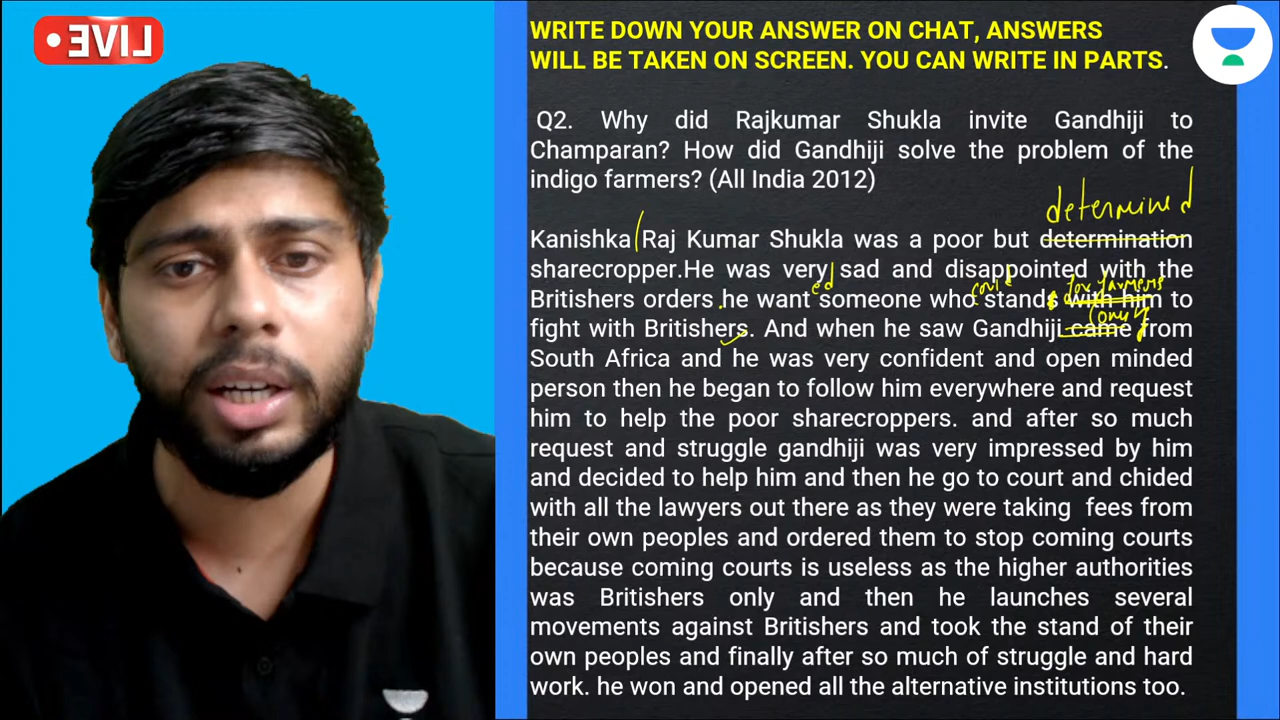 LIVE
WRITE DOWN YOUR ANSWER ON CHAT, ANSWERS
WILL BE TAKEN ON SCREEN. YOU CAN WRITE IN PARTS.
Q2. Why did Rajkumar Shukla invite Gandhiji to
Champaran? How did Gandhiji solve the problem of the
indigo farmers? (All India 2012)
determined
Kanishka Raj Kumar Shukla was a poor but determination
sharecropper.He was very sad and disappointed with the
Britishers orders he want ed someone who could stands with him to
for farmers
fight with Britishers. And when he saw Gandhiji came from
South Africa and he was very confident and open minded
person then he began to follow him everywhere and request
him to help the poor sharecroppers. and after so much
request and struggle gandhiji was very impressed by him
and decided to help him and then he go to court and chided
with all the lawyers out there as they were taking fees from
their own peoples and ordered them to stop coming courts
because coming courts is useless as the higher authorities
was Britishers only and then he launches several
movements against Britishers and took the stand of their
own peoples and finally after so much of struggle and hard
work. he won and opened all the alternative institutions too.